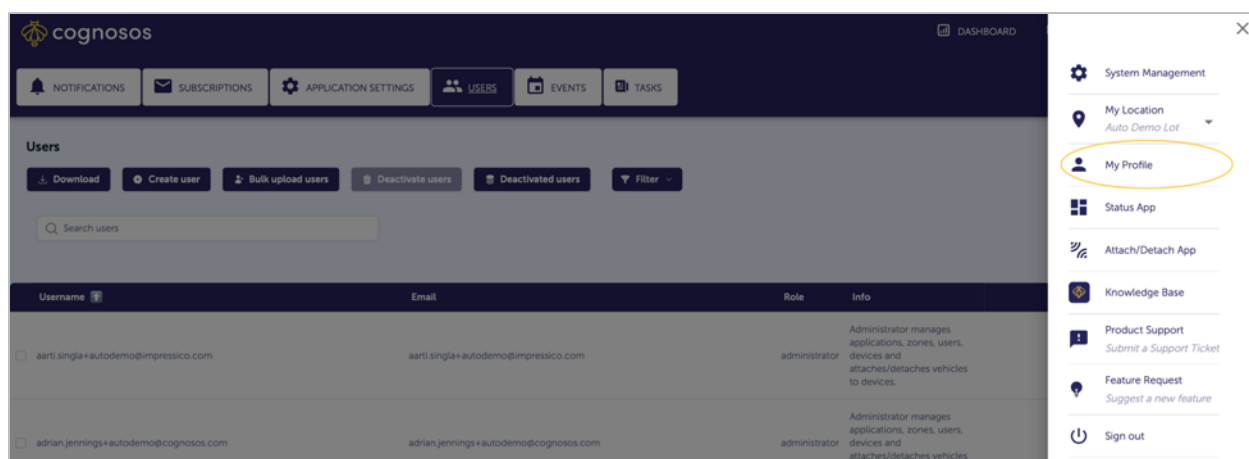 cognosos
DASHBOARD
NOTIFICATIONS
SUBSCRIPTIONS
APPLICATION SETTINGS
USERS
EVENTS
TASKS
Users
Download
Create user
Bulk upload users
Deactivate users
Deactivated users
Filter
Search users
Username
Email
Role
Info
aarti.singla+autodemo@impressico.com
aarti.singla+autodemo@impressico.com
administrator
Administrator manages
applications, zones, users,
devices and
attaches/detaches vehicles
to devices.
adrian.jennings+autodemo@cognosos.com
adrian.jennings+autodemo@cognosos.com
administrator
Administrator manages
applications, zones, users,
devices and
attaches/detaches vehicles
System Management
My Location
Auto Demo Lot
My Profile
Status App
Attach/Detach App
Knowledge Base
Product Support
Submit a Support Ticket
Feature Request
Suggest a new feature
Sign out